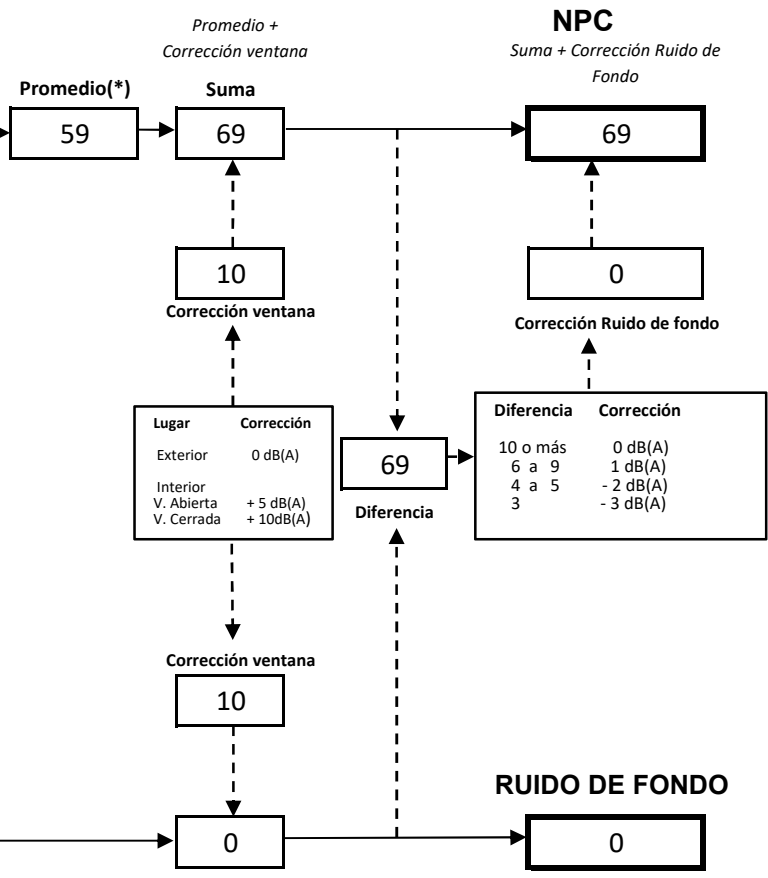 Promedio +
Corrección ventana
NPC
Suma + Corrección Ruido de
Fondo
Promedio(*)
Suma
59
69
69
10
Corrección ventana
0
Corrección Ruido de fondo
Lugar Corrección
Exterior 0 dB(A)
Interior
V. Abierta + 5 dB(A)
V. Cerrada + 10dB(A)
69
Diferencia
Diferencia Corrección
10 o más 0 dB(A)
6 a 9 1 dB(A)
4 a 5 - 2 dB(A)
3 - 3 dB(A)
Corrección ventana
10
RUIDO DE FONDO
0
0